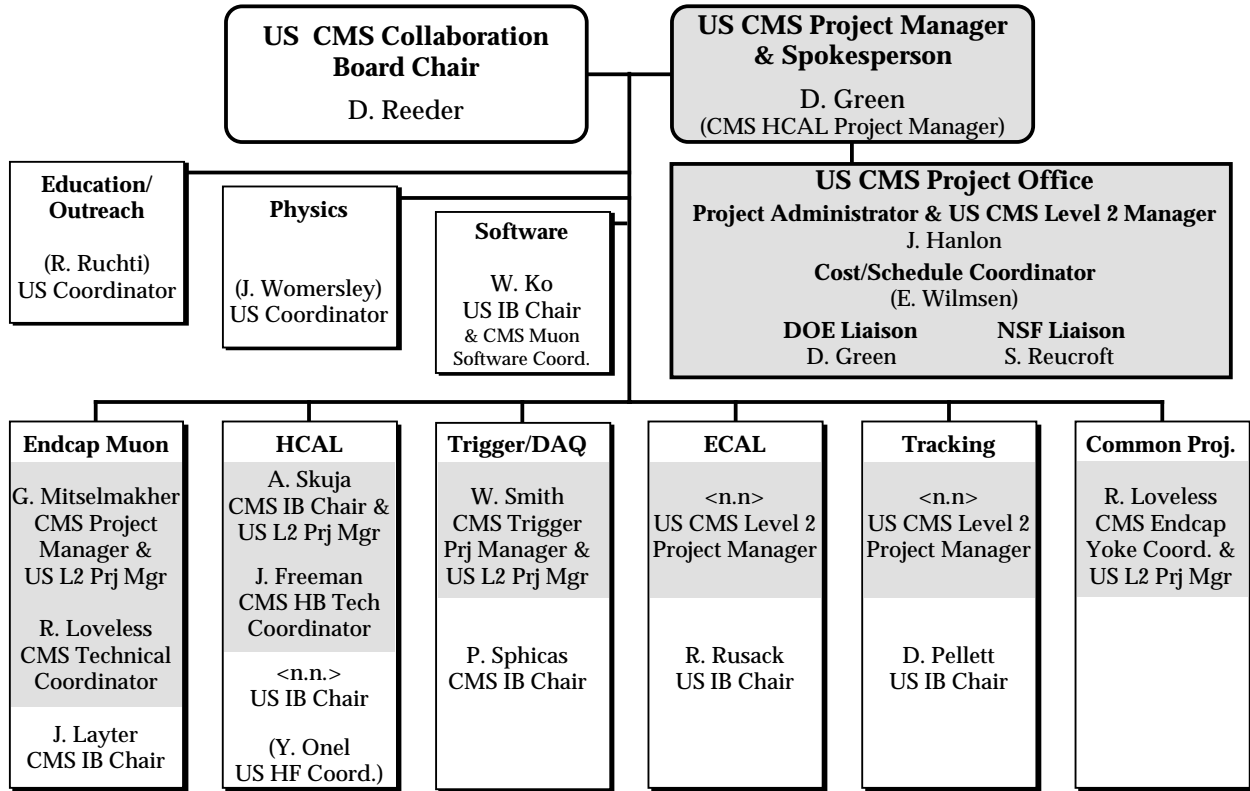 US CMS Collaboration
Board Chair
D. Reeder
US CMS Project Manager
& Spokesperson
D. Green
(CMS HCAL Project Manager)
Education/
Outreach
(R. Ruchti)
US Coordinator
Physics
(J. Womersley)
US Coordinator
Software
W. Ko
US IB Chair
& CMS Muon
Software Coord.
US CMS Project Office
Project Administrator & US CMS Level 2 Manager
J. Hanlon
Cost/Schedule Coordinator
(E. Wilmsen)
DOE Liaison
D. Green
NSF Liaison
S. Reucroft
Endcap Muon
G. Mitselmakher
CMS Project
Manager &
US L2 Prj Mgr
R. Loveless
CMS Technical
Coordinator
J. Layter
CMS IB Chair
HCAL
A. Skuja
CMS IB Chair &
US L2 Prj Mgr
J. Freeman
CMS HB Tech
Coordinator
<n.n.>
US IB Chair
(Y. Onel
US HF Coord.)
Trigger/DAQ
W. Smith
CMS Trigger
Prj Manager &
US L2 Prj Mgr
P. Sphicas
CMS IB Chair
ECAL
<n.n>
US CMS Level 2
Project Manager
R. Rusack
US IB Chair
Tracking
<n.n>
US CMS Level 2
Project Manager
D. Pellett
US IB Chair
Common Proj.
R. Loveless
CMS Endcap
Yoke Coord. &
US L2 Prj Mgr